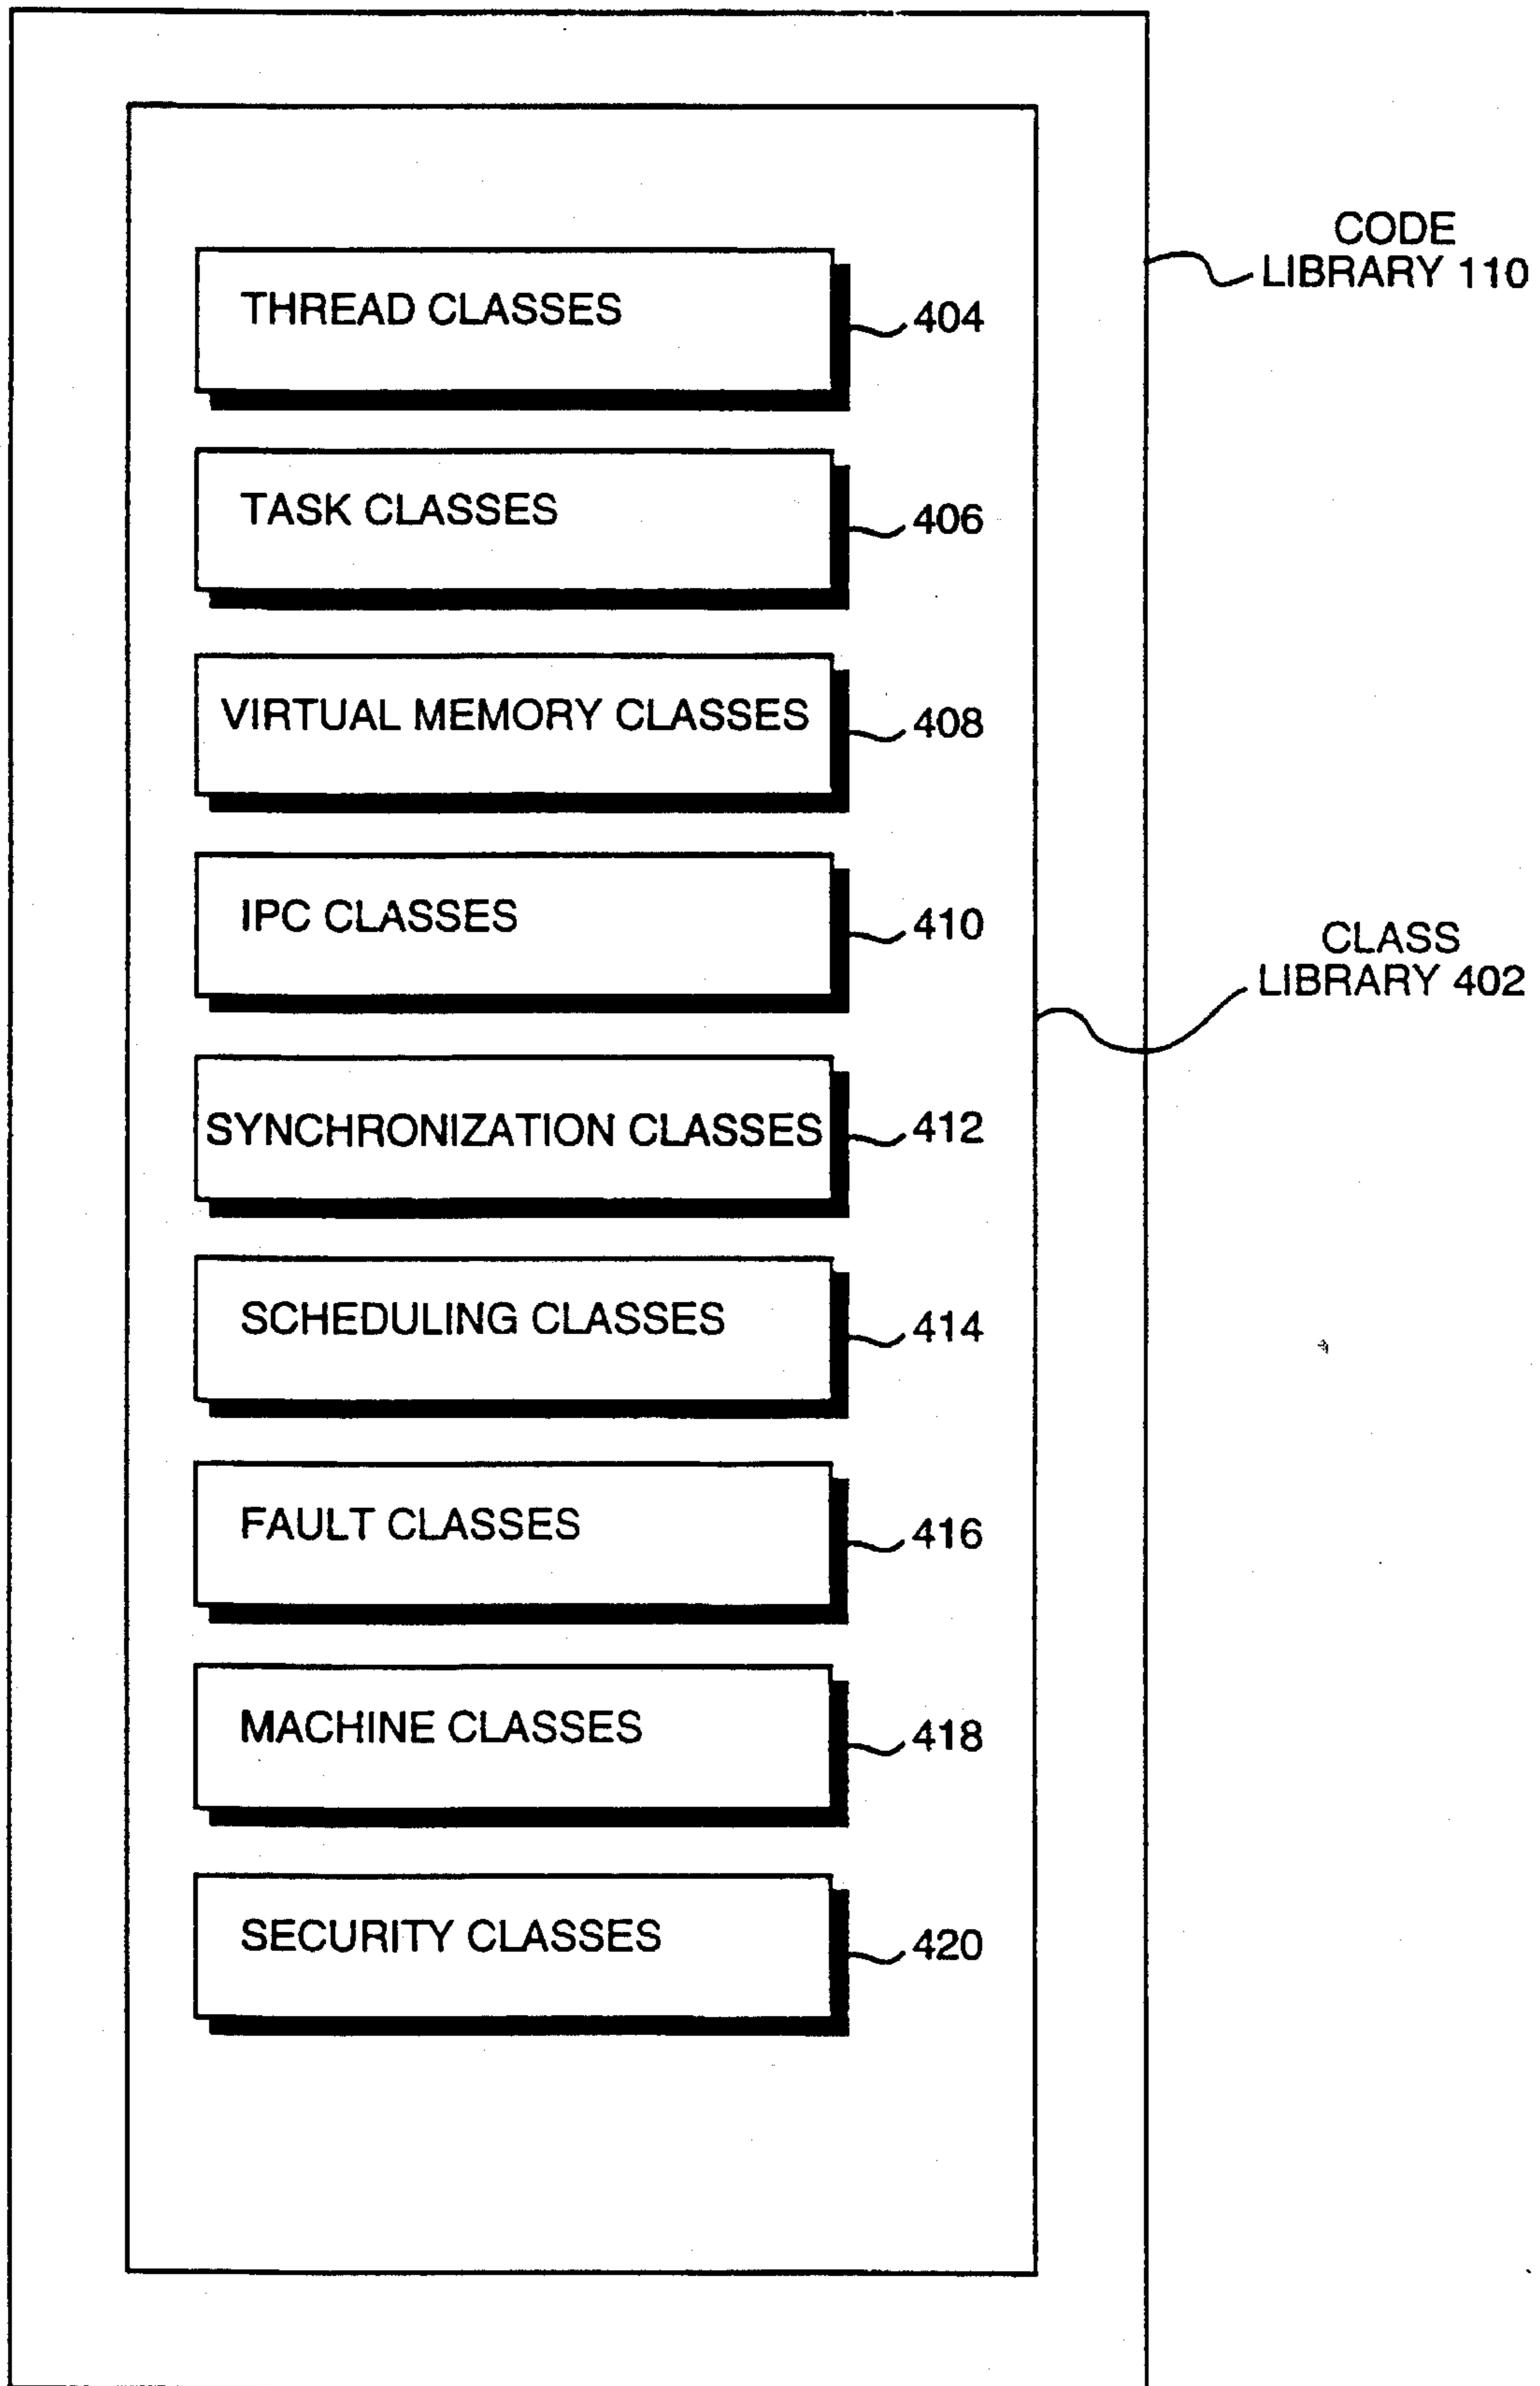 CODE
LIBRARY 110
THREAD CLASSES
404
TASK CLASSES
406
VIRTUAL MEMORY CLASSES
408
IPC CLASSES
410
CLASS
LIBRARY 402
SYNCHRONIZATION CLASSES
412
SCHEDULING CLASSES
414
FAULT CLASSES
416
MACHINE CLASSES
418
SECURITY CLASSES
420